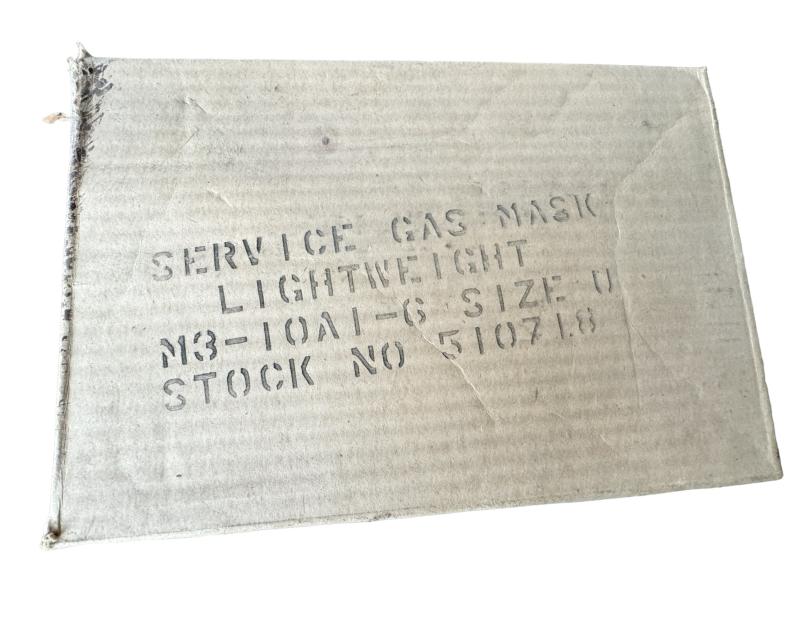 SERVICE GAS MASK
LIGHTWEIGHT
M3-10A1-6 SIZE U
STOCK NO 510718